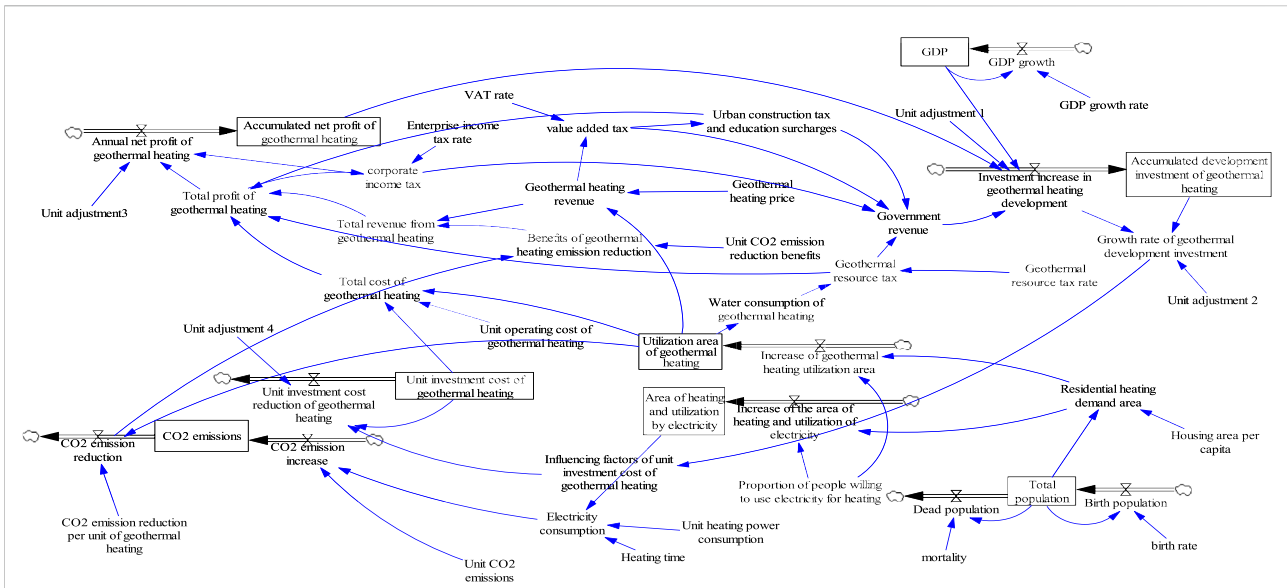 GDP
GDP growth
GDP growth rate
VAT rate
Unit adjustment 1
Accumulated net profit of
geothermal heating
Annual net profit of
geothermal heating
Enterprise income
tax rate
value added tax
Urban construction tax
and education surcharges
corporate
income tax
Investment increase in
geothermal heating
development
Accumulated development
investment of geothermal
heating
Unit adjustment3
Total profit of
geothermal heating
Geothermal heating
revenue
Geothermal
heating price
Total revenue from
geothermal heating
Government
revenue
Benefits of geothermal
heating emission reduction
Unit CO2 emission
reduction benefits
Growth rate of geothermal
development investment
Geothermal
resource tax
Geothermal
resource tax rate
Unit adjustment 2
Total cost of
geothermal heating
Water consumption of
geothermal heating
Unit adjustment 4
Unit operating cost of
geothermal heating
Utilization area
of geothermal
heating
Increase of geothermal
heating utilization area
Unit investment cost
reduction of geothermal
heating
Unit investment cost of
geothermal heating
Area of heating
and utilization
by electricity
Increase of the area of
heating and utilization of
electricity
Residential heating
demand area
CO2 emission
reduction
CO2 emissions
CO2 emission
increase
Housing area per
capita
Influencing factors of unit
investment cost of
geothermal heating
Proportion of people willing
to use electricity for heating
Total
population
Dead population
Birth population
CO2 emission reduction
per unit of geothermal
heating
Electricity
consumption
Unit heating power
consumption
Heating time
Unit CO2
emissions
mortality
birth rate